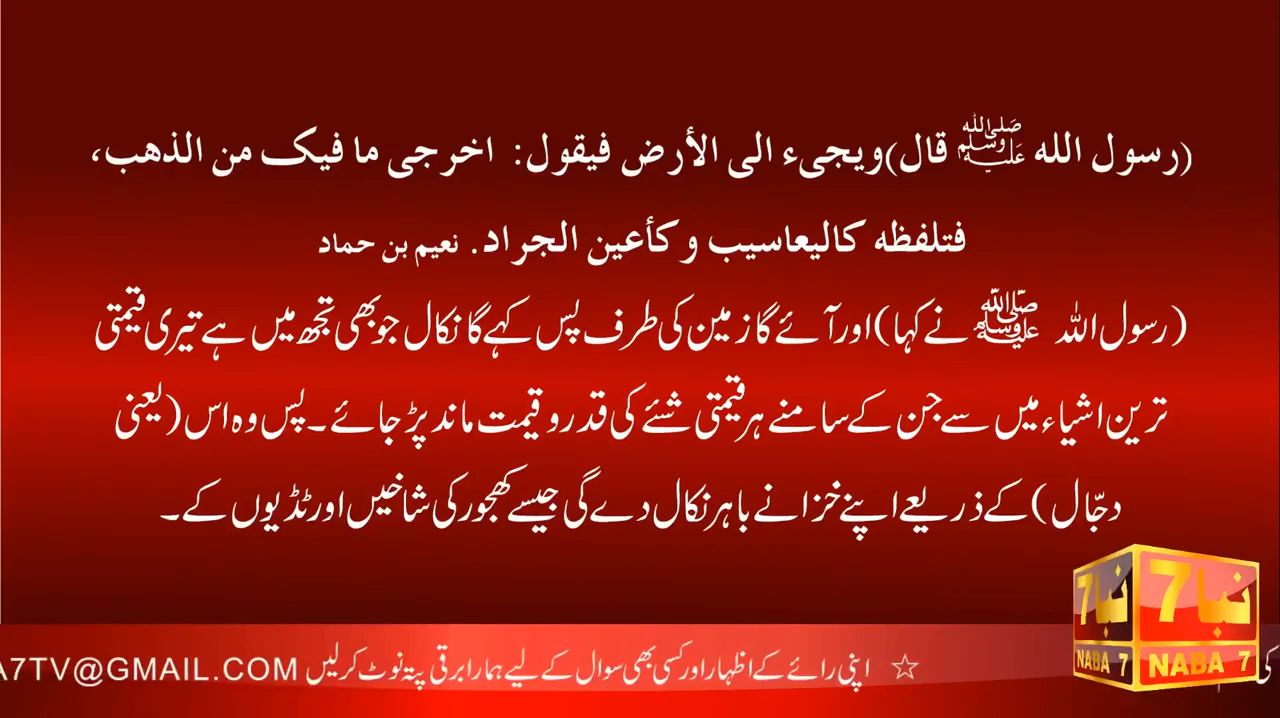 (رسول الله ﷺ قال)ویجیء الی الأرض فیقول: اخرجی ما فیک من الذهب،
فتلفظه کالیعاسیب و کأعین الجراد. نعیم بن حماد
(رسول اللہ ﷺ نے کہا)اور آئے گا زمین کی طرف پس کہے گا نکال جو بھی تجھ میں ہے تیری قیمتی
ترین اشیاء میں سے جن کے سامنے ہر قیمتی شئے کی قدر و قیمت ماند پڑ جائے۔ پس وہ اس (یعنی
دجّال) کے ذریعے اپنے خزانے باہر نکال دے گی جیسے کھجور کی شاخیں اور ٹڈیوں کے۔
نبا 7
نبا 7
NABA 7
NABA 7
کی ☆ اپنی رائے کے اظہار اور کسی بھی سوال کے لیے ہمارا برقی پتہ نوٹ کر لیں A7TV@GMAIL.COM